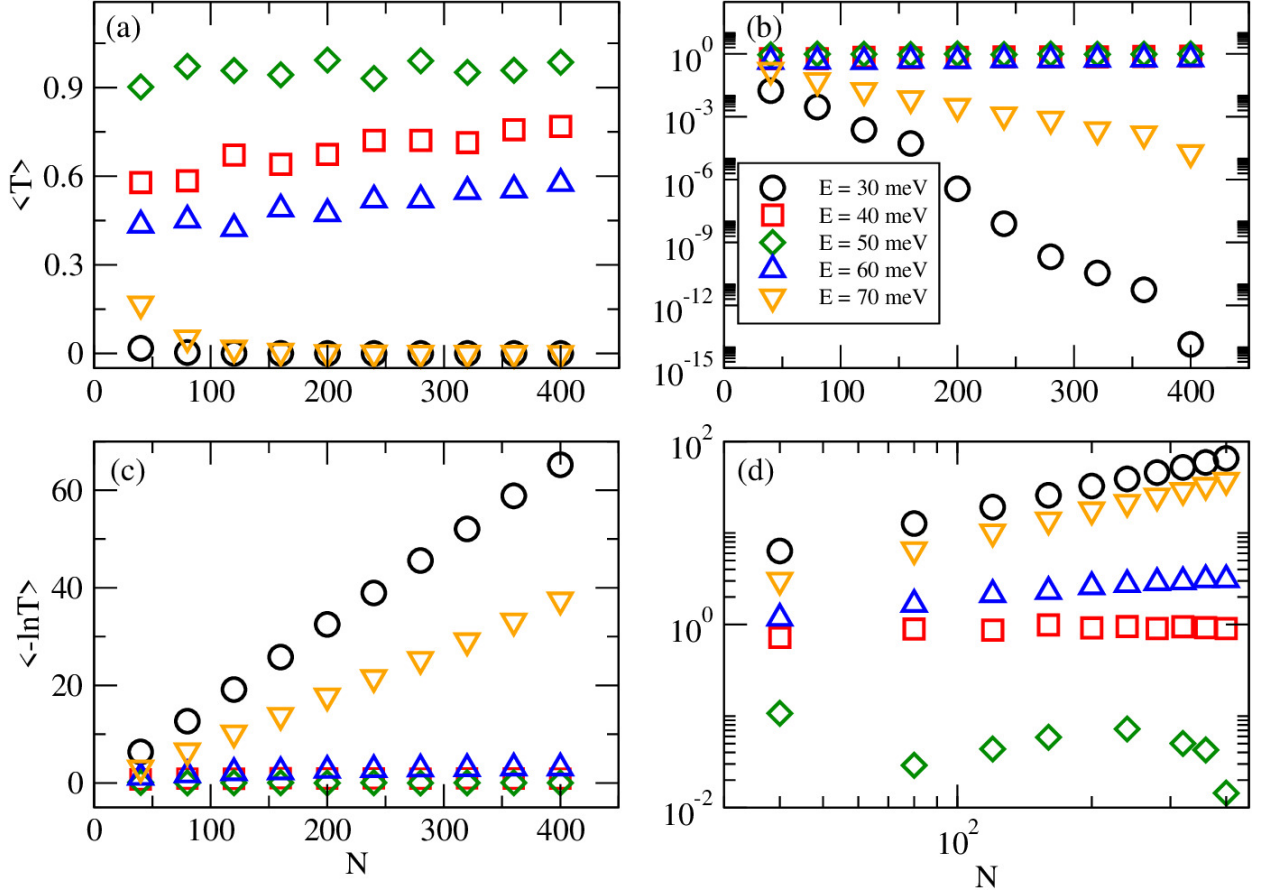 (a)
0.9
0.6
0.3
0
<T>
0 100 200 300 400
(b)
10^0
10^-3
10^-6
10^-9
10^-12
10^-15
E = 30 meV
E = 40 meV
E = 50 meV
E = 60 meV
E = 70 meV
0 100 200 300 400
(c)
60
40
20
0
<-lnT>
0 100 200 300 400
N
(d)
10^2
10^0
10^-2
10^2
N